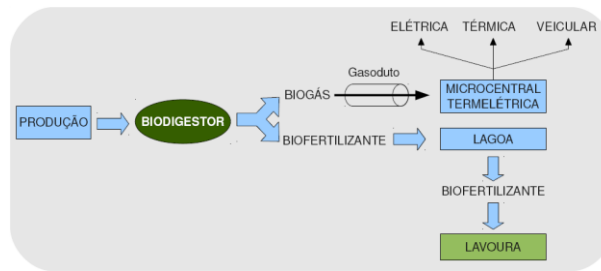 ELÉTRICA TÉRMICA VEICULAR
Gasoduto
BIOGÁS
MICROCENTRAL
TERMELÉTRICA
PRODUÇÃO
BIODIGESTOR
BIOFERTILIZANTE
LAGOA
BIOFERTILIZANTE
LAVOURA